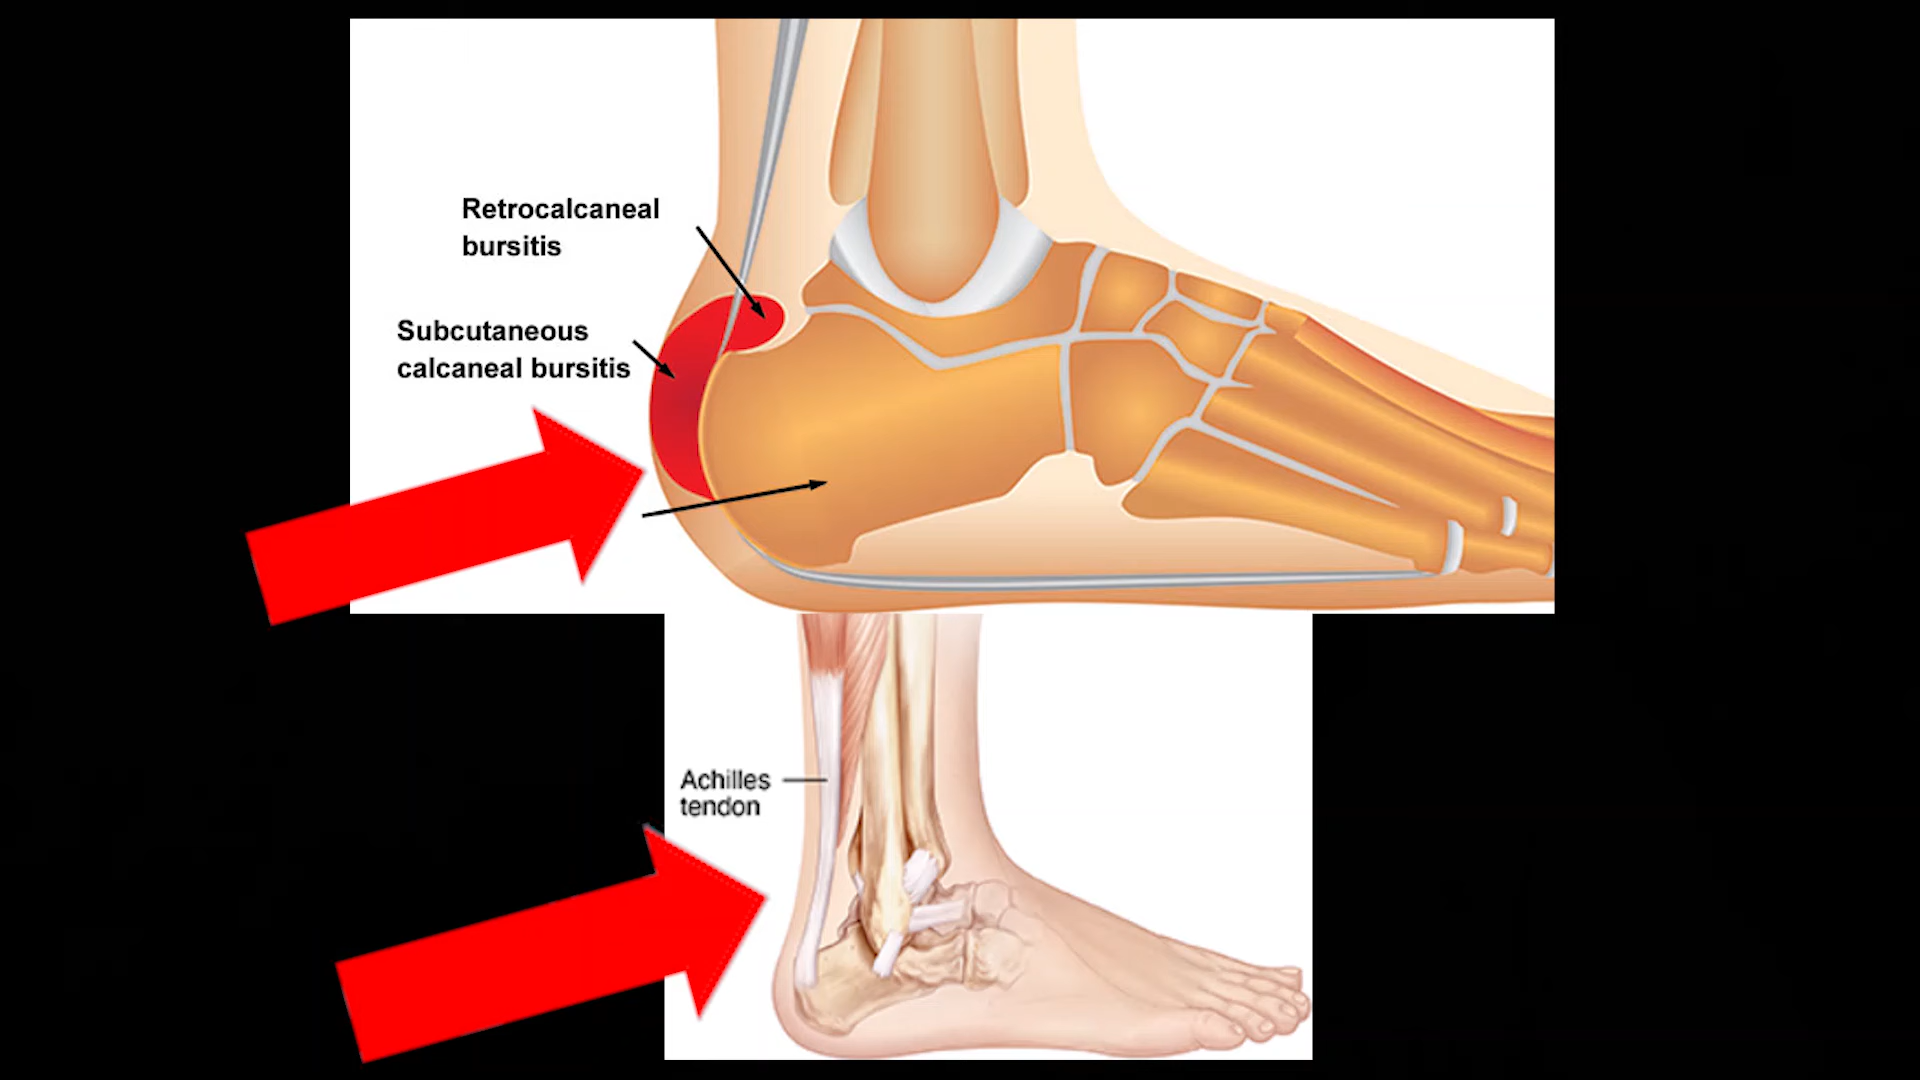 Retrocalcaneal
bursitis
Subcutaneous
calcaneal bursitis
Achilles
tendon